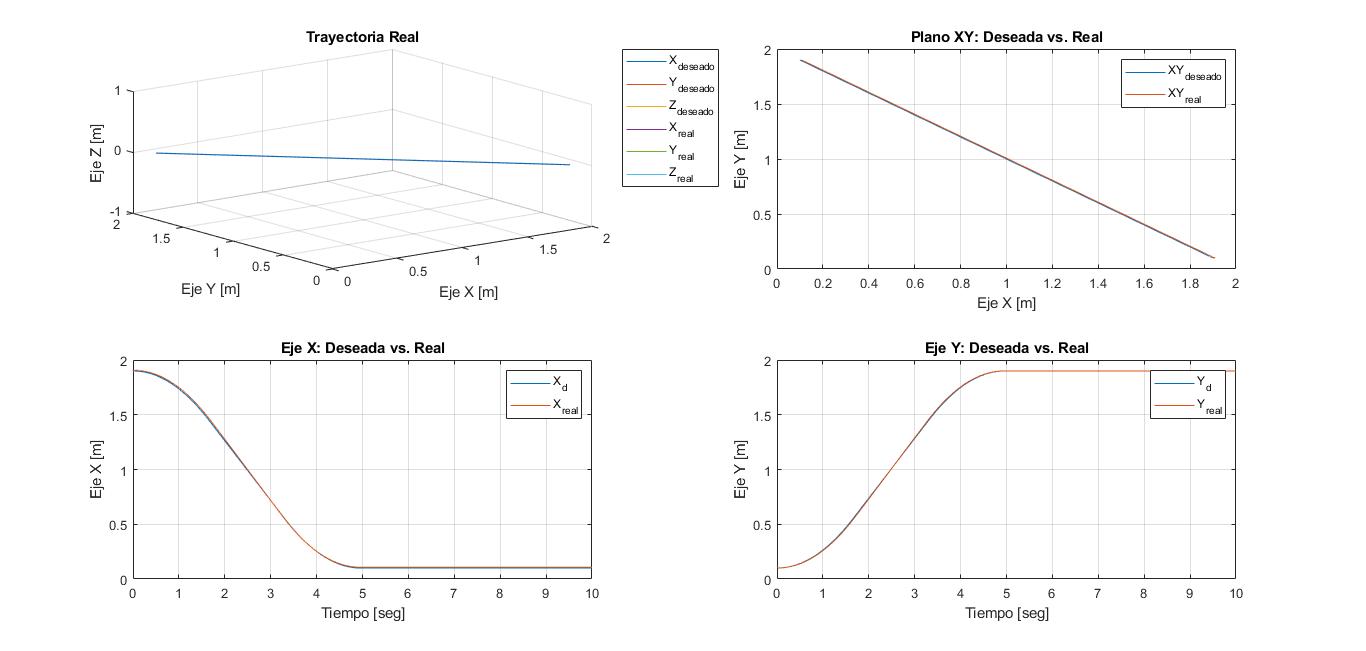 Trayectoria Real
Eje Z [m]
1
0
-1
2
1.5
1
0.5
0
Eje Y [m]
0
0.5
1
1.5
2
Eje X [m]
X_deseado
Y_deseado
Z_deseado
X_real
Y_real
Z_real
Plano XY: Deseada vs. Real
Eje Y [m]
2
1.5
1
0.5
0
0 0.2 0.4 0.6 0.8 1 1.2 1.4 1.6 1.8 2
Eje X [m]
XY_deseado
XY_real
Eje X: Deseada vs. Real
Eje X [m]
2
1.5
1
0.5
0
0 1 2 3 4 5 6 7 8 9 10
Tiempo [seg]
X_d
X_real
Eje Y: Deseada vs. Real
Eje Y [m]
2
1.5
1
0.5
0
0 1 2 3 4 5 6 7 8 9 10
Tiempo [seg]
Y_d
Y_real